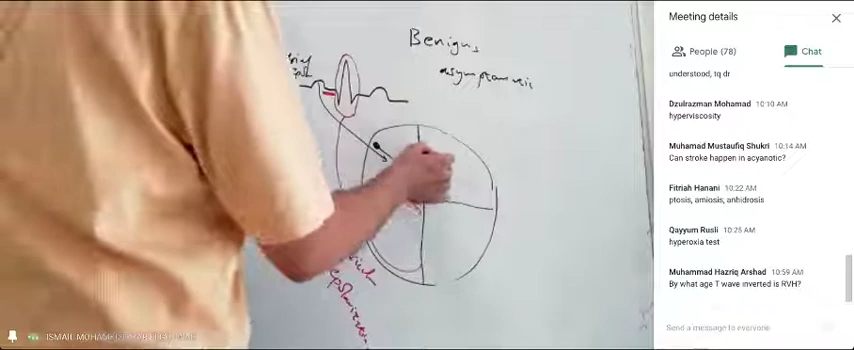 Benign,
asymptomatic
Meeting details
People (78)
Chat
understood, tq dr
Dzulrazman Mohamad 10:10 AM
hyperviscosity
Muhamad Mustaufiq Shukri 10:14 AM
Can stroke happen in acyanotic?
Fitriah Hanani 10:22 AM
ptosis, amiosis, anhidrosis
Qayyum Rusli 10:25 AM
hyperoxia test
Muhammad Hazriq Arshad 10:59 AM
By what age T wave inverted is RVH?
Send a message to everyone